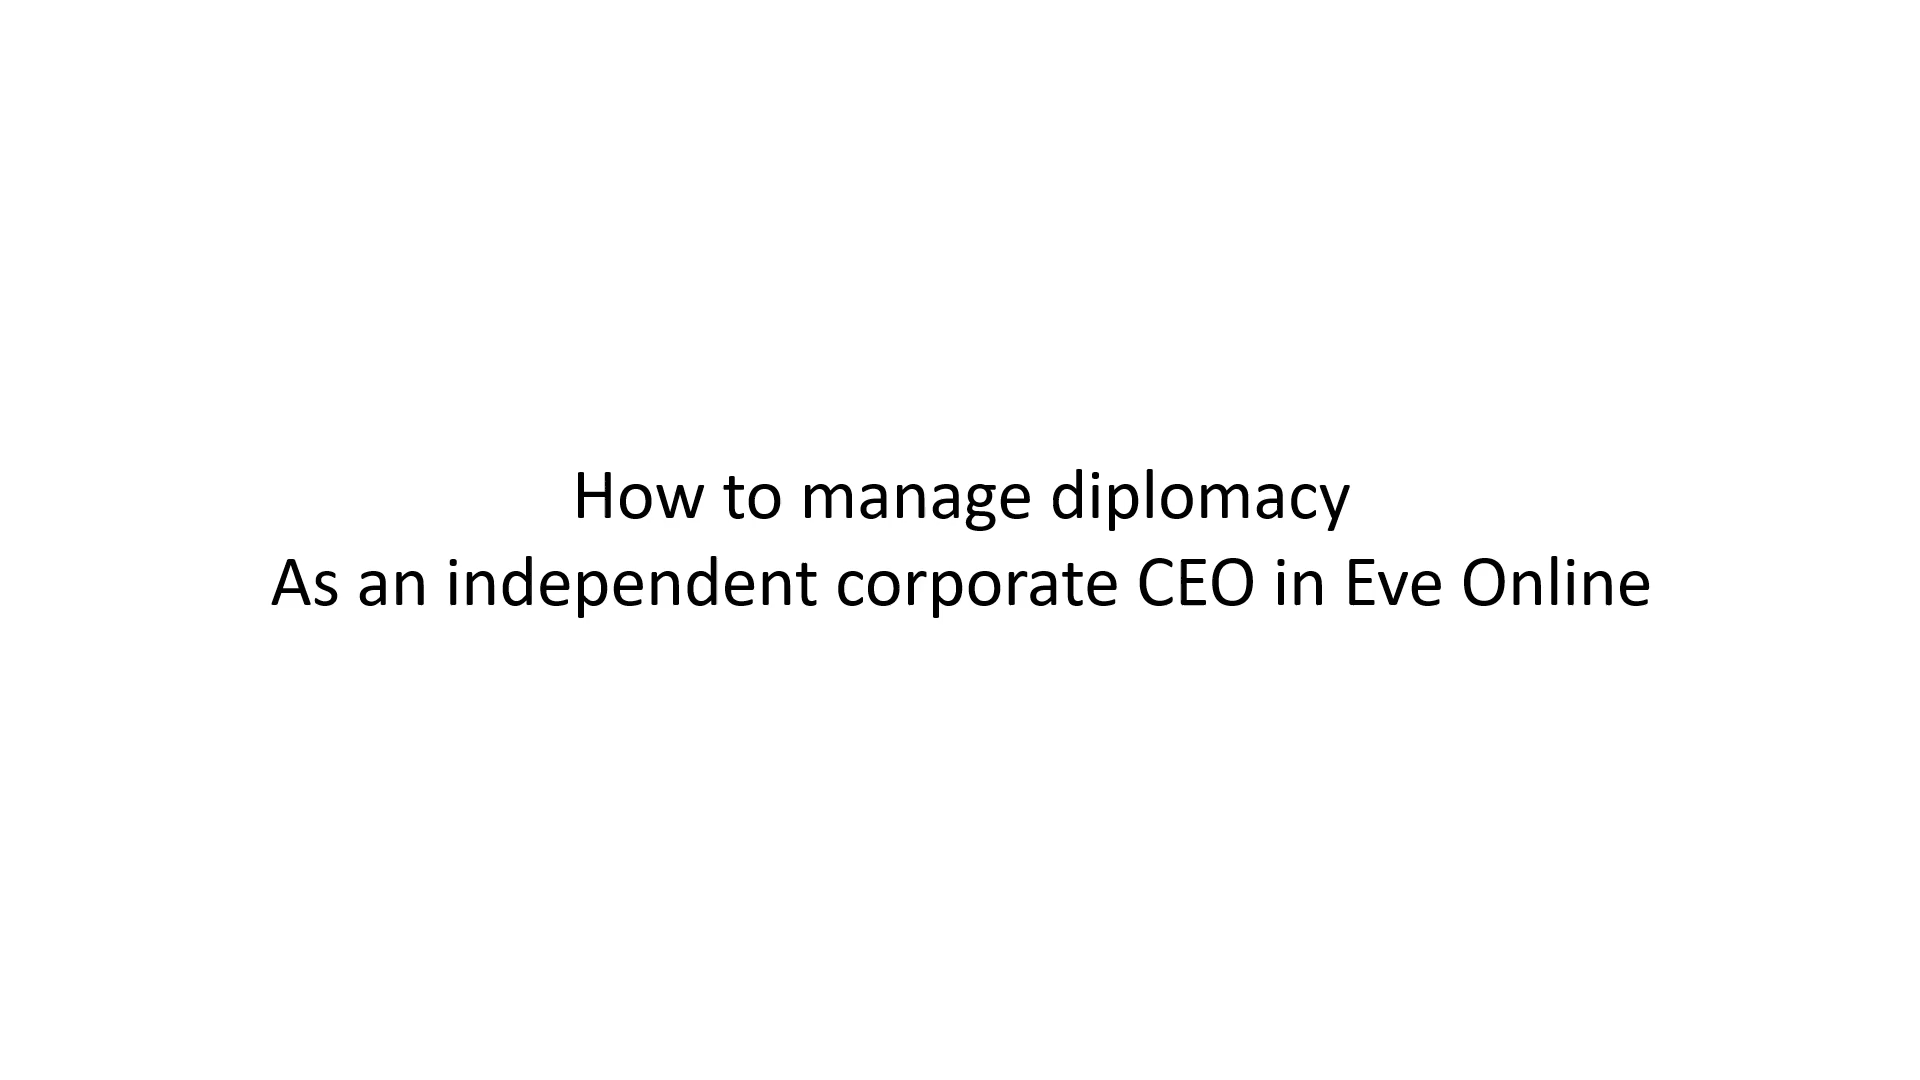 How to manage diplomacy
As an independent corporate CEO in Eve Online